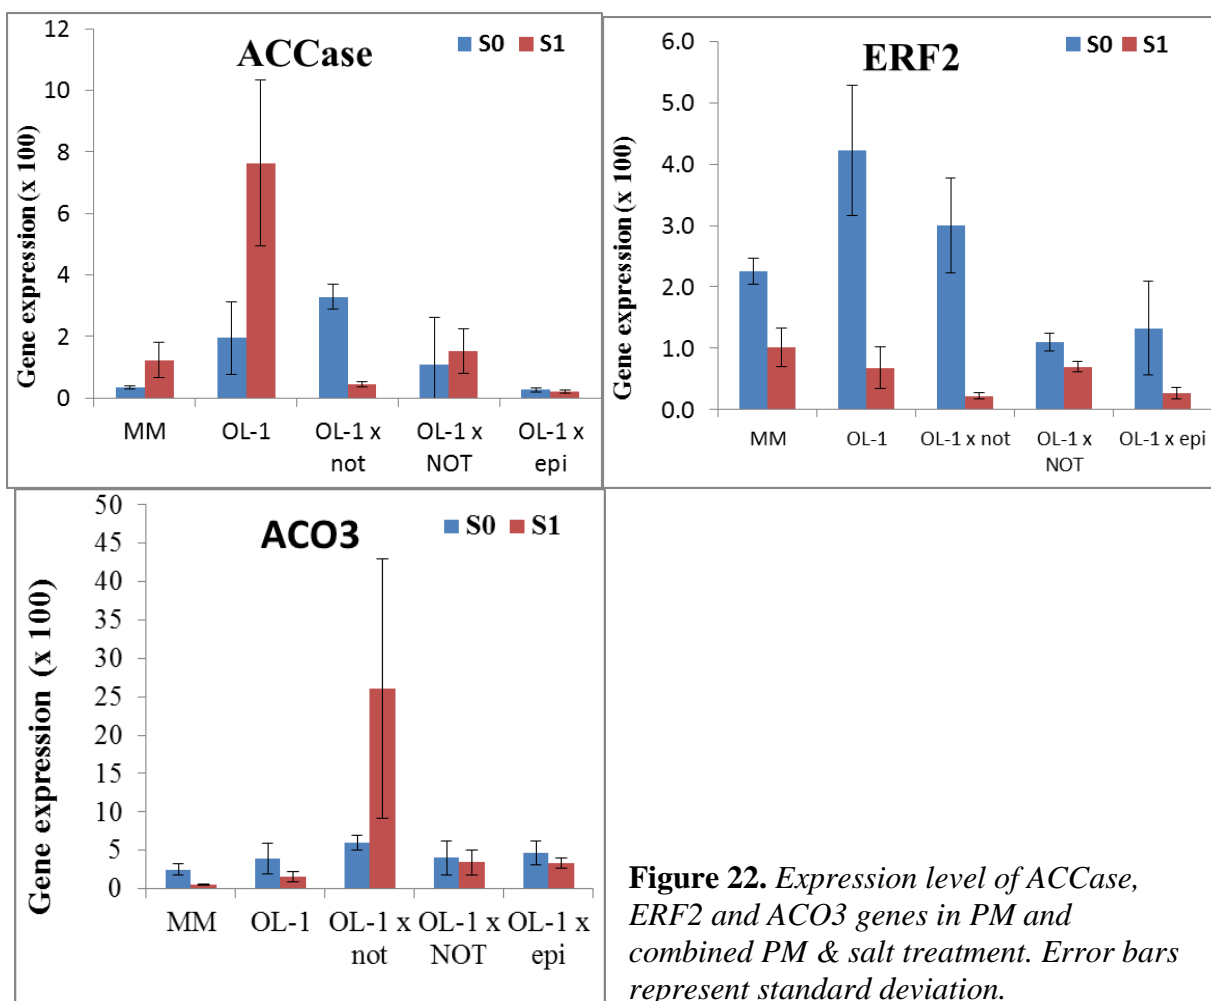 ACCase
S0 S1
Gene expression (x 100)
12
10
8
6
4
2
0
MM OL-1 OL-1 x OL-1 x OL-1 x
not NOT epi
ERF2
S0 S1
Gene expression (x 100)
6.0
5.0
4.0
3.0
2.0
1.0
0.0
MM OL-1 OL-1 x not OL-1 x OL-1 x epi
NOT
ACO3
S0 S1
Gene expression (x 100)
50
45
40
35
30
25
20
15
10
5
0
MM OL-1 OL-1 x OL-1 x OL-1 x
not NOT epi
Figure 22. Expression level of ACCase,
ERF2 and ACO3 genes in PM and
combined PM & salt treatment. Error bars
represent standard deviation.